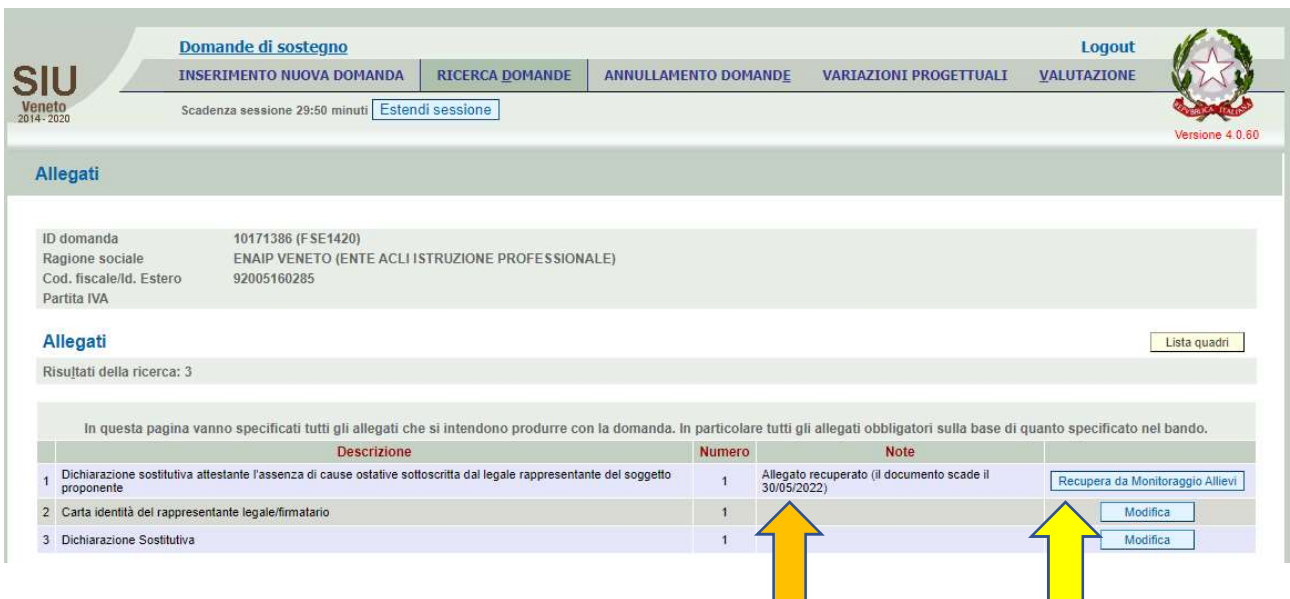 Domande di sostegno
Logout
SIU
Veneto
2014-2020
INSERIMENTO NUOVA DOMANDA
RICERCA DOMANDE
ANNULLAMENTO DOMANDE
VARIAZIONI PROGETTUALI
VALUTAZIONE
Scadenza sessione 29:50 minuti
Estendi sessione
REPVBBLICA ITALIANA
Versione 4.0.60
Allegati
ID domanda 10171386 (FSE1420)
Ragione sociale ENAIP VENETO (ENTE ACLI ISTRUZIONE PROFESSIONALE)
Cod. fiscale/Id. Estero 92005160285
Partita IVA
Allegati
Lista quadri
Risultati della ricerca: 3
In questa pagina vanno specificati tutti gli allegati che si intendono produrre con la domanda. In particolare tutti gli allegati obbligatori sulla base di quanto specificato nel bando.
Descrizione Numero Note
1 Dichiarazione sostitutiva attestante l'assenza di cause ostative sottoscritta dal legale rappresentante del soggetto
proponente
1
Allegato recuperato (il documento scade il
30/05/2022)
Recupera da Monitoraggio Allievi
2 Carta identità del rappresentante legale/firmatario 1 Modifica
3 Dichiarazione Sostitutiva 1 Modifica